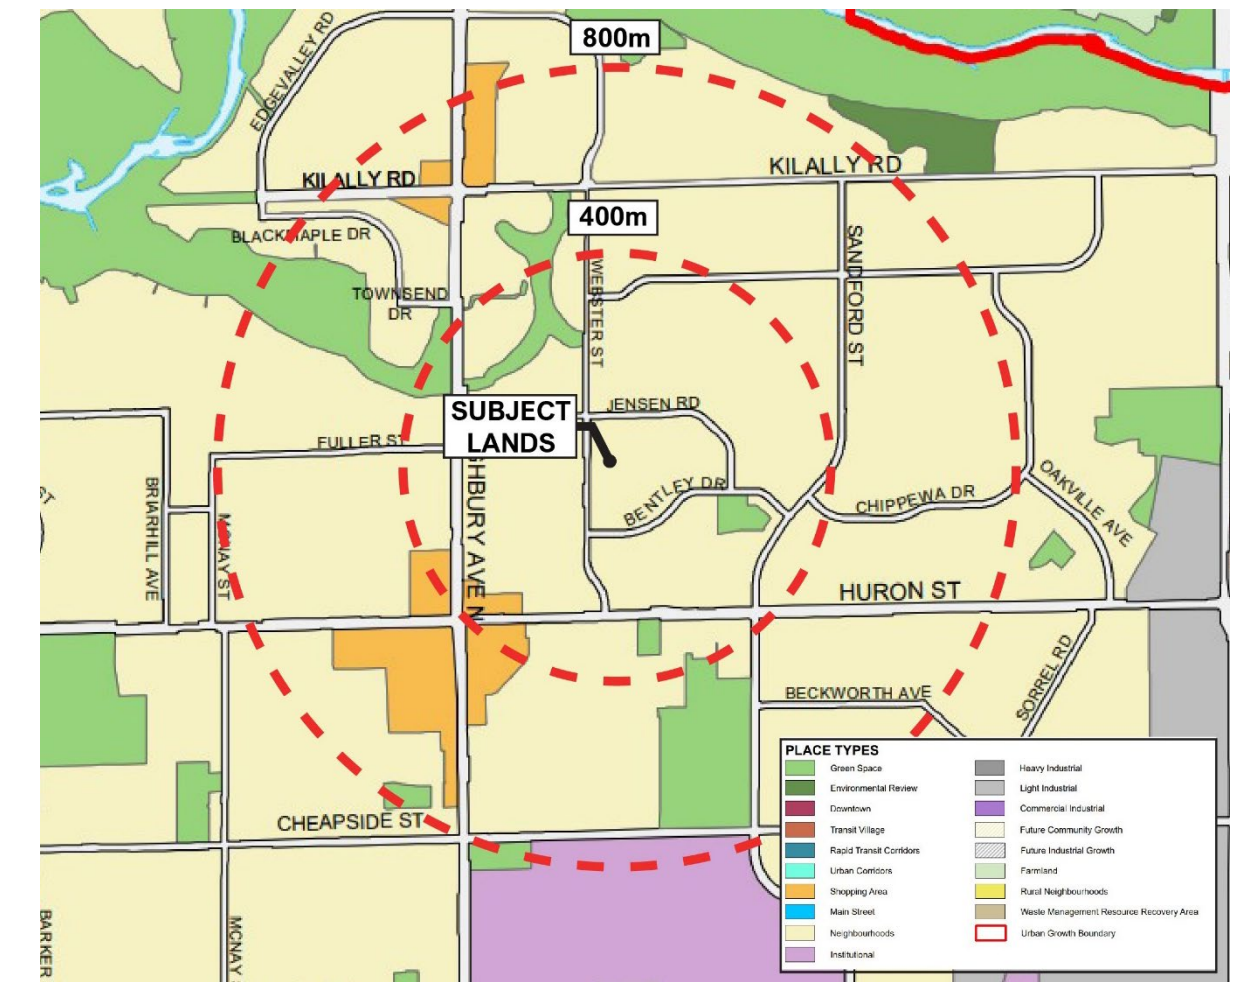 EDGEVALLEY RD
800m
KILALLY RD
KILALLY RD
400m
BLACKMAPLE DR
TOWNSEND
DR
WEBSTER ST
SANDFORD ST
SUBJECT
LANDS
JENSEN RD
FULLER ST
ST
BRIARHILL AVE
MCNAY ST
GHBURY AVE N
BENTLEY DR
CHIPPEWA DR
OAKVILLE AVE
HURON ST
BECKWORTH AVE
SORREL RD
CHEAPSIDE ST
BARKER
MCNAY
PLACE TYPES
Green Space
Environmental Review
Downtown
Transit Village
Rapid Transit Corridors
Urban Corridors
Shopping Area
Main Street
Neighbourhoods
Institutional
Heavy Industrial
Light Industrial
Commercial Industrial
Future Community Growth
Future Industrial Growth
Farmland
Rural Neighbourhoods
Waste Management Resource Recovery Area
Urban Growth Boundary